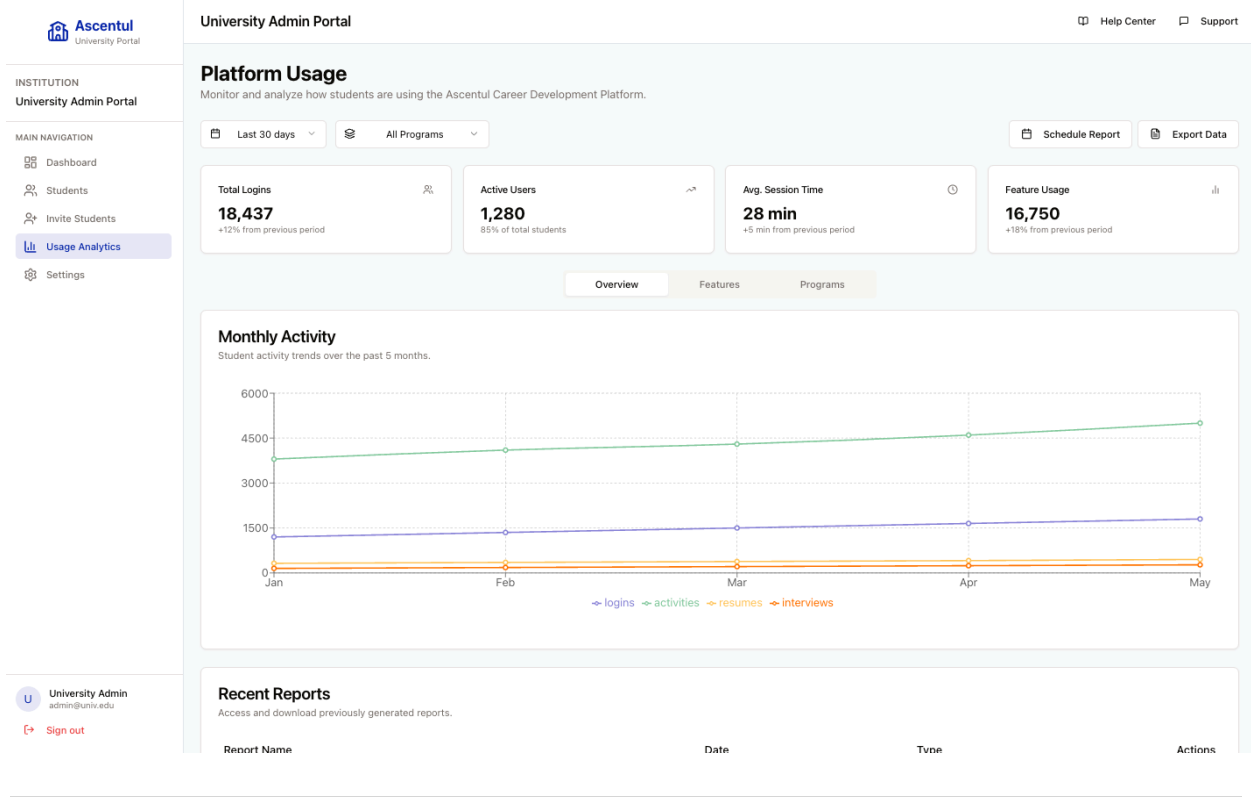 Ascentul
University Portal
INSTITUTION
University Admin Portal
MAIN NAVIGATION
Dashboard
Students
Invite Students
Usage Analytics
Settings
U
University Admin
admin@univ.edu
Sign out
University Admin Portal
Help Center
Support
Platform Usage
Monitor and analyze how students are using the Ascentul Career Development Platform.
Last 30 days
All Programs
Schedule Report
Export Data
Total Logins
18,437
+12% from previous period
Active Users
1,280
85% of total students
Avg. Session Time
28 min
+5 min from previous period
Feature Usage
16,750
+18% from previous period
Overview
Features
Programs
Monthly Activity
Student activity trends over the past 5 months.
6000
4500
3000
1500
0
Jan Feb Mar Apr May
logins activities resumes interviews
Recent Reports
Access and download previously generated reports.
Report Name Date Type Actions